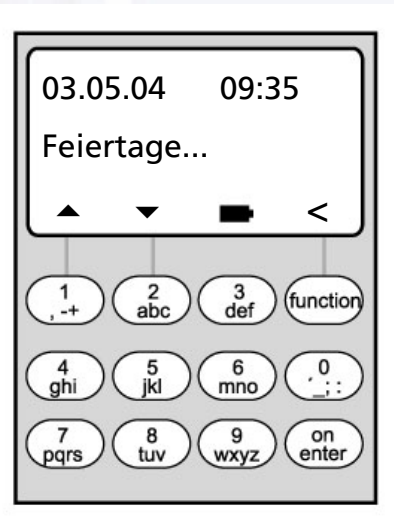 03.05.04 09:35
Feiertage...
<
1 2 3 function
, -+ abc def
4 5 6 0
ghi jkl mno ´_; :
7 8 9 on
pqrs tuv wxyz enter